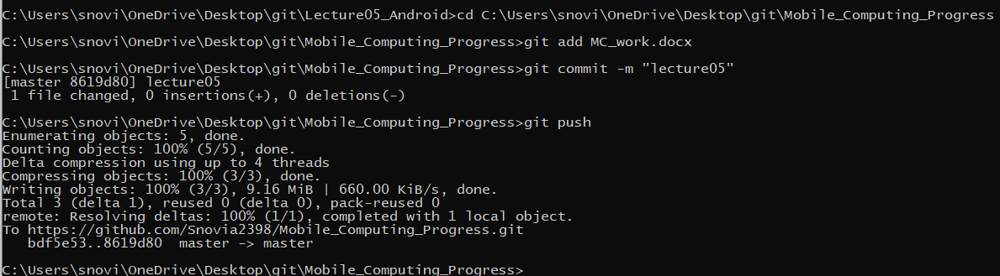 C:\Users\snovi\OneDrive\Desktop\git\Lecture05_Android>cd C:\Users\snovi\OneDrive\Desktop\git\Mobile_Computing_Progress
C:\Users\snovi\OneDrive\Desktop\git\Mobile_Computing_Progress>git add MC_work.docx
C:\Users\snovi\OneDrive\Desktop\git\Mobile_Computing_Progress>git commit -m "lecture05"
[master 8619d80] lecture05
 1 file changed, 0 insertions(+), 0 deletions(-)
C:\Users\snovi\OneDrive\Desktop\git\Mobile_Computing_Progress>git push
Enumerating objects: 5, done.
Counting objects: 100% (5/5), done.
Delta compression using up to 4 threads
Compressing objects: 100% (3/3), done.
Writing objects: 100% (3/3), 9.16 MiB | 660.00 KiB/s, done.
Total 3 (delta 1), reused 0 (delta 0), pack-reused 0
remote: Resolving deltas: 100% (1/1), completed with 1 local object.
To https://github.com/Snovia2398/Mobile_Computing_Progress.git
   bdf5e53..8619d80  master -> master
C:\Users\snovi\OneDrive\Desktop\git\Mobile_Computing_Progress>